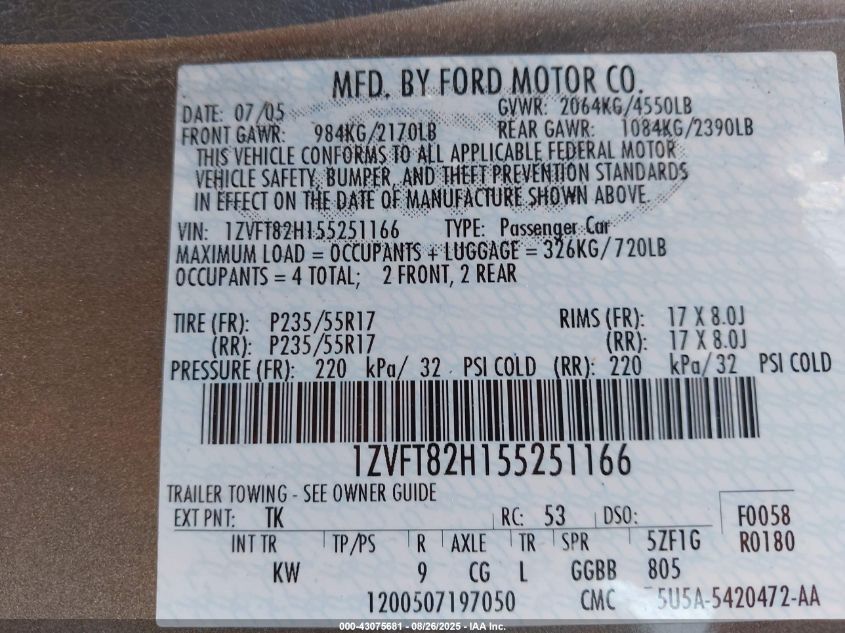 MFD. BY FORD MOTOR CO.
DATE: 07/05 GVWR: 2064KG/4550LB
FRONT GAWR: 984KG/2170LB REAR GAWR: 1084KG/2390LB
THIS VEHICLE CONFORMS TO ALL APPLICABLE FEDERAL MOTOR
VEHICLE SAFETY, BUMPER, AND THEFT PREVENTION STANDARDS
IN EFFECT ON THE DATE OF MANUFACTURE SHOWN ABOVE.
VIN: 1ZVFT82H155251166 TYPE: Passenger Car
MAXIMUM LOAD = OCCUPANTS + LUGGAGE = 326KG/720LB
OCCUPANTS = 4 TOTAL; 2 FRONT, 2 REAR
TIRE (FR): P235/55R17 RIMS (FR): 17 X 8.0J
(RR): P235/55R17 (RR): 17 X 8.0J
PRESSURE (FR): 220 kPa/ 32 PSI COLD (RR): 220 kPa/ 32 PSI COLD
1ZVFT82H155251166
TRAILER TOWING - SEE OWNER GUIDE
EXT PNT: TK RC: 53 DSO: F0058
INT TR TP/PS R AXLE TR SPR 5ZF1G R0180
KW 9 CG L GGBB 805
1200507197050 CMC 5U5A-5420472-AA
000-43075681 - 08/26/2025 - IAA Inc.